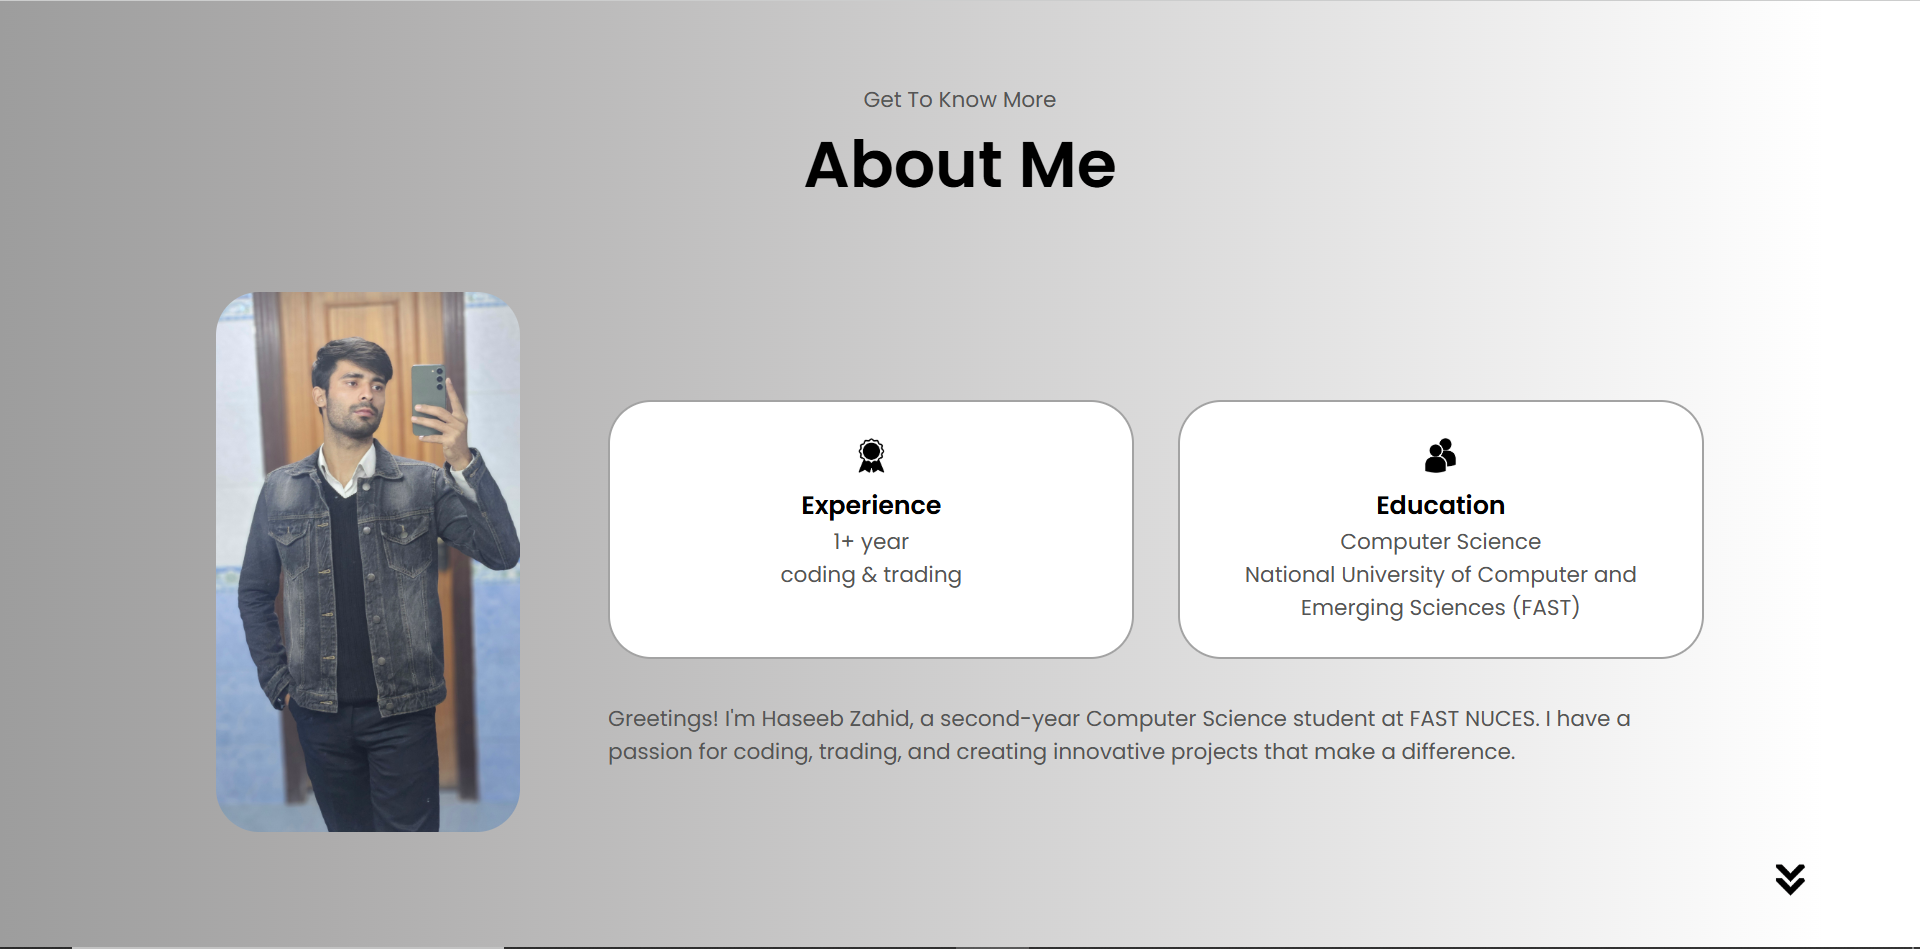 Get To Know More
About Me
Experience
1+ year
coding & trading
Education
Computer Science
National University of Computer and
Emerging Sciences (FAST)
Greetings! I'm Haseeb Zahid, a second-year Computer Science student at FAST NUCES. I have a
passion for coding, trading, and creating innovative projects that make a difference.